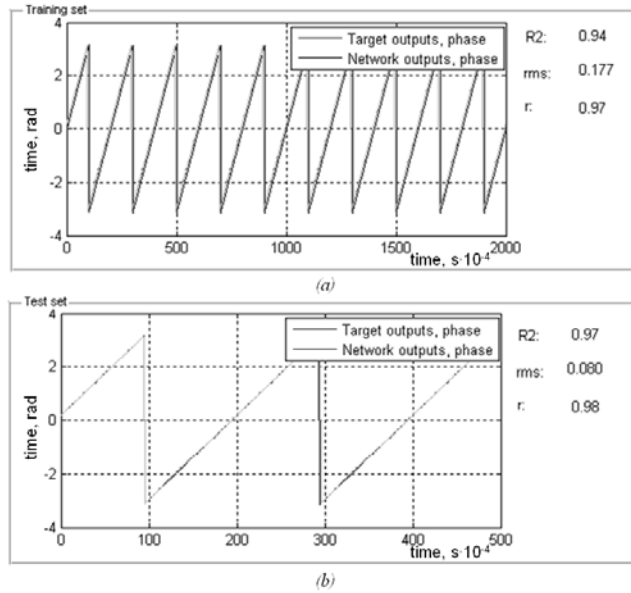 Training set
4
2
0
-2
-4
time, rad
Target outputs, phase
Network outputs, phase
0 500 1000 1500 2000
time, s·10⁻⁴
R2: 0.94
rms: 0.177
r: 0.97
(a)
Test set
4
2
0
-2
-4
time, rad
Target outputs, phase
Network outputs, phase
0 100 200 300 400 500
time, s·10⁻⁴
R2: 0.97
rms: 0.080
r: 0.98
(b)